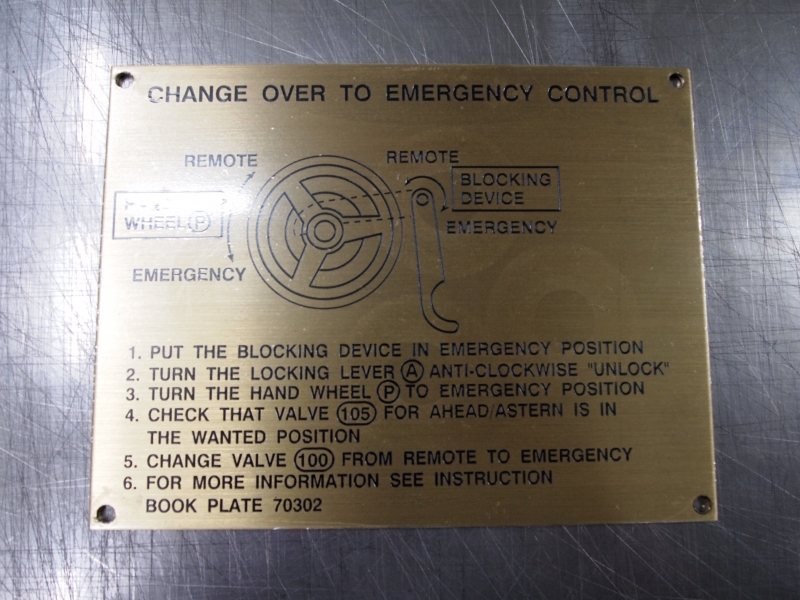 CHANGE OVER TO EMERGENCY CONTROL
REMOTE
REMOTE
BLOCKING
DEVICE
WHEEL P
EMERGENCY
EMERGENCY
1. PUT THE BLOCKING DEVICE IN EMERGENCY POSITION
2. TURN THE LOCKING LEVER A ANTI-CLOCKWISE "UNLOCK"
3. TURN THE HAND WHEEL P TO EMERGENCY POSITION
4. CHECK THAT VALVE 105 FOR AHEAD/ASTERN IS IN
THE WANTED POSITION
5. CHANGE VALVE 100 FROM REMOTE TO EMERGENCY
6. FOR MORE INFORMATION SEE INSTRUCTION
BOOK PLATE 70302